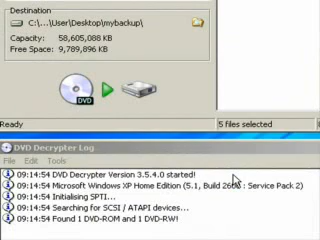 Destination
C:\...\User\Desktop\mybackup\
Capacity: 58,605,088 KB
Free Space: 9,789,896 KB
DVD
Ready 5 files selected
DVD Decrypter Log
File Edit Tools
09:14:54 DVD Decrypter Version 3.5.4.0 started!
09:14:54 Microsoft Windows XP Home Edition (5.1, Build 2600 : Service Pack 2)
09:14:54 Initialising SPTI...
09:14:54 Searching for SCSI / ATAPI devices...
09:14:54 Found 1 DVD-ROM and 1 DVD-RW!